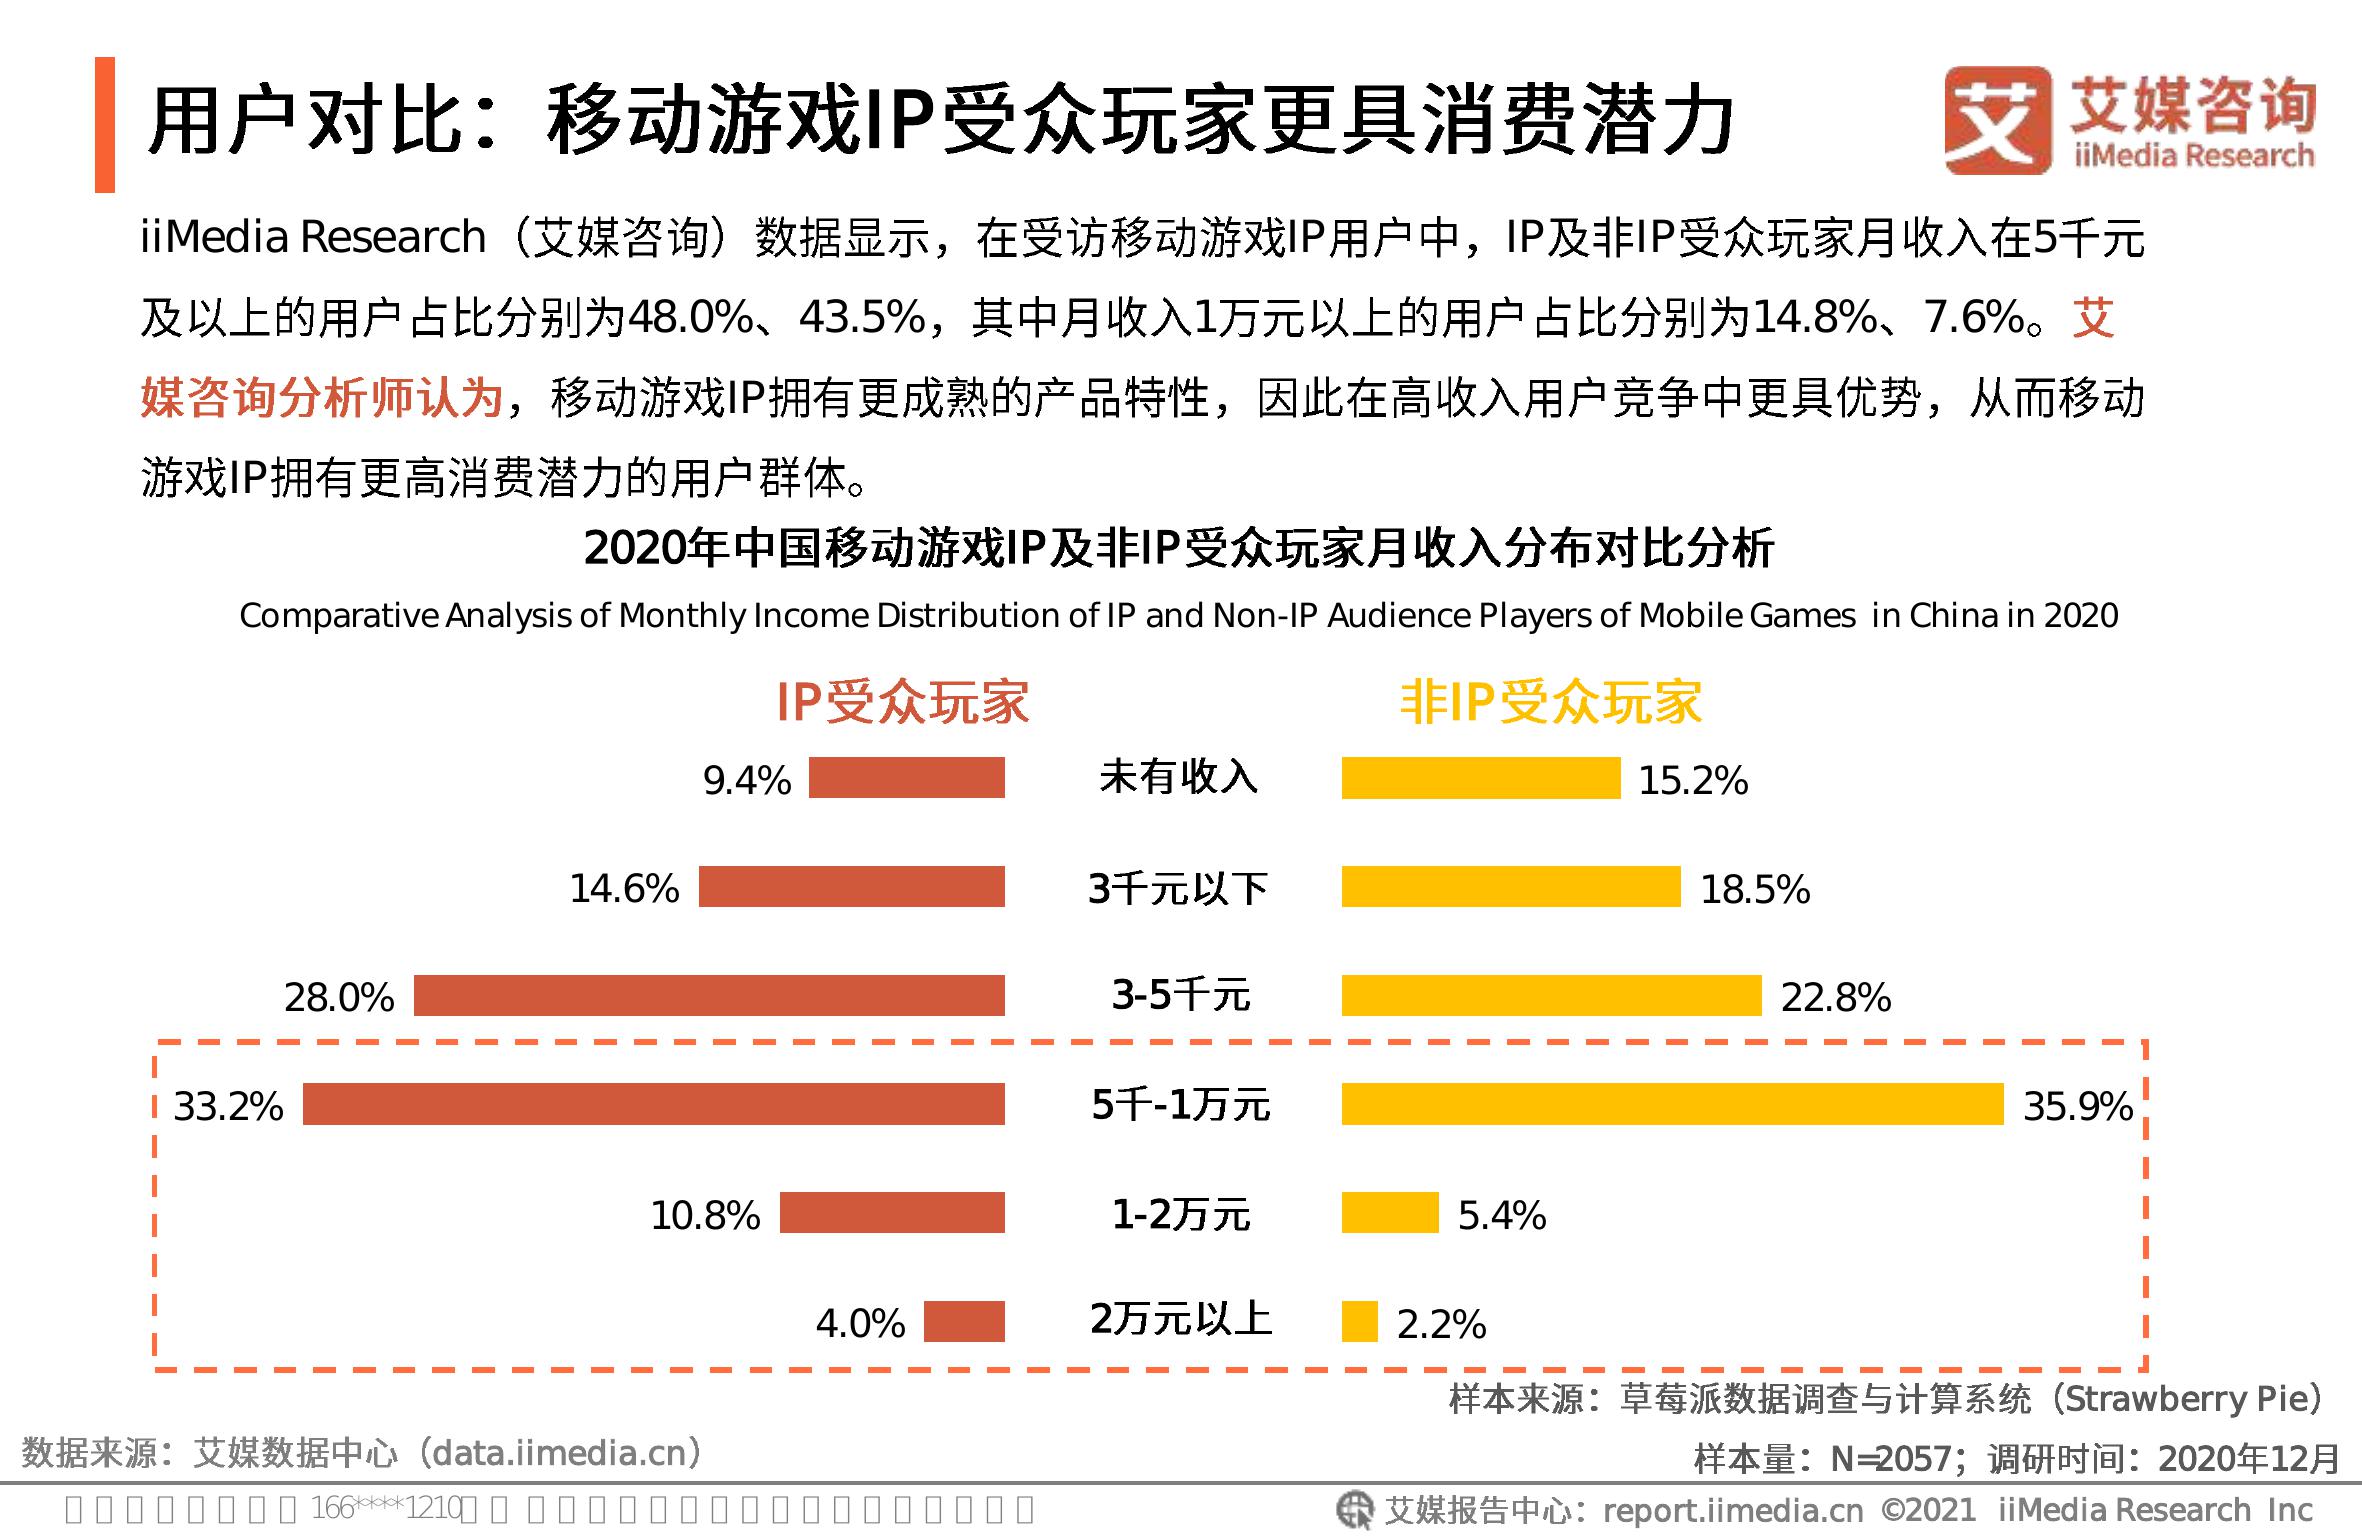 用户对比：移动游戏IP受众玩家更具消费潜力
艾 艾媒咨询
iiMedia Research
iiMedia Research（艾媒咨询）数据显示，在受访移动游戏IP用户中，IP及非IP受众玩家月收入在5千元
及以上的用户占比分别为48.0%、43.5%，其中月收入1万元以上的用户占比分别为14.8%、7.6%。艾
媒咨询分析师认为，移动游戏IP拥有更成熟的产品特性，因此在高收入用户竞争中更具优势，从而移动
游戏IP拥有更高消费潜力的用户群体。
2020年中国移动游戏IP及非IP受众玩家月收入分布对比分析
Comparative Analysis of Monthly Income Distribution of IP and Non-IP Audience Players of Mobile Games in China in 2020
IP受众玩家 非IP受众玩家
9.4% 未有收入 15.2%
14.6% 3千元以下 18.5%
28.0% 3-5千元 22.8%
33.2% 5千-1万元 35.9%
10.8% 1-2万元 5.4%
4.0% 2万元以上 2.2%
样本来源：草莓派数据调查与计算系统（Strawberry Pie）
数据来源：艾媒数据中心（data.iimedia.cn）
样本量：N=2057；调研时间：2020年12月
166****1210
艾媒报告中心：report.iimedia.cn ©2021 iiMedia Research Inc